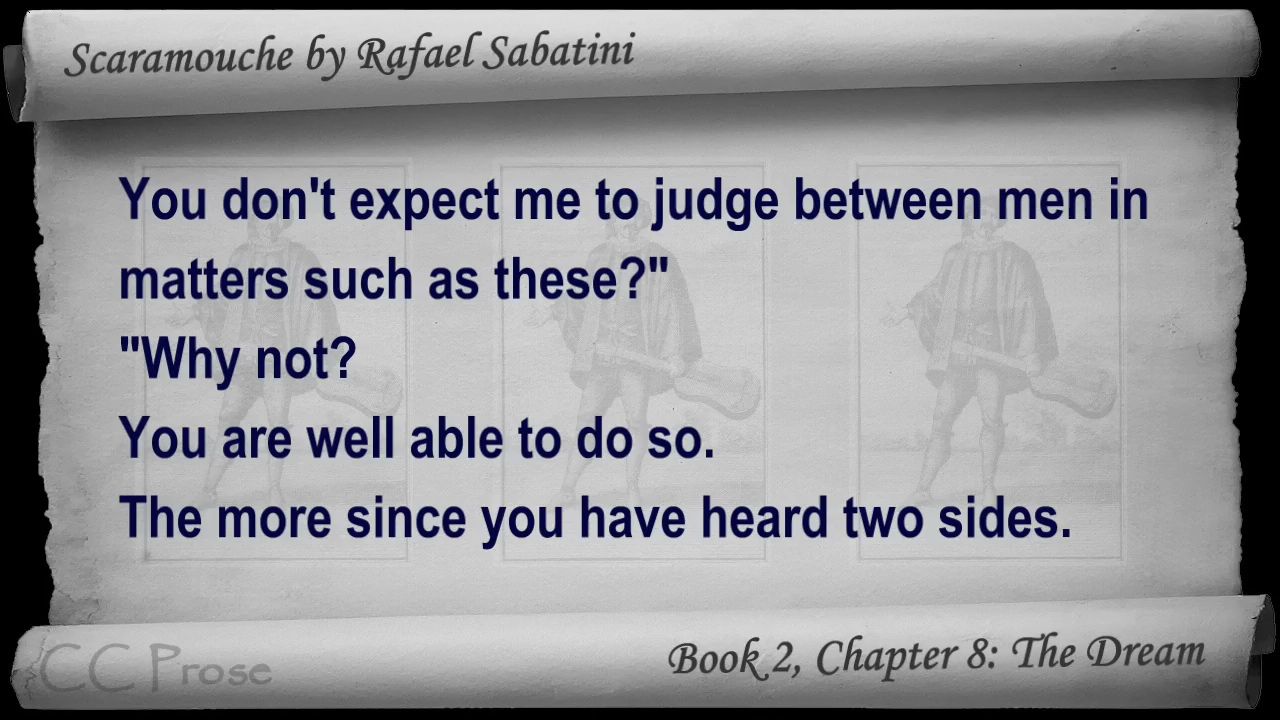 Scaramouche by Rafael Sabatini
You don't expect me to judge between men in
matters such as these?"
"Why not?
You are well able to do so.
The more since you have heard two sides.
CC Prose
Book 2, Chapter 8: The Dream